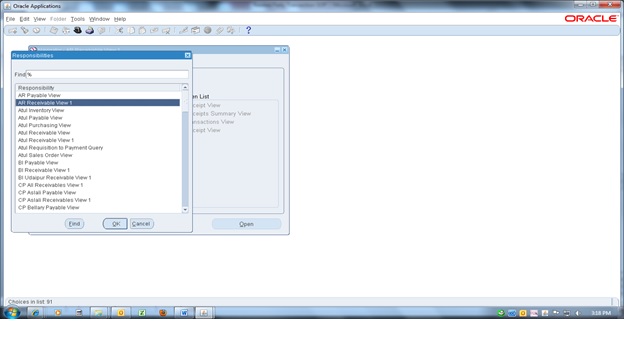 Oracle Applications
File Edit View Folder Tools Window Help
ORACLE
Responsibilities
Find %
Responsibility
AR Payable View
AR Receivable View 1
Atul Inventory View
Atul Payable View
Atul Purchasing View
Atul Receivable View
Atul Receivable View 1
Atul Requisition to Payment Query
Atul Sales Order View
BI Payable View
BI Receivable View 1
BI Udaipur Receivable View 1
CP All Receivables View 1
CP Aslali Payable View
CP Aslali Receivables View 1
CP Bellary Payable View
Find OK Cancel
on List
eipt View
eipts Summary View
nsactions View
eipt View
Open
Choices in list: 91
3:18 PM